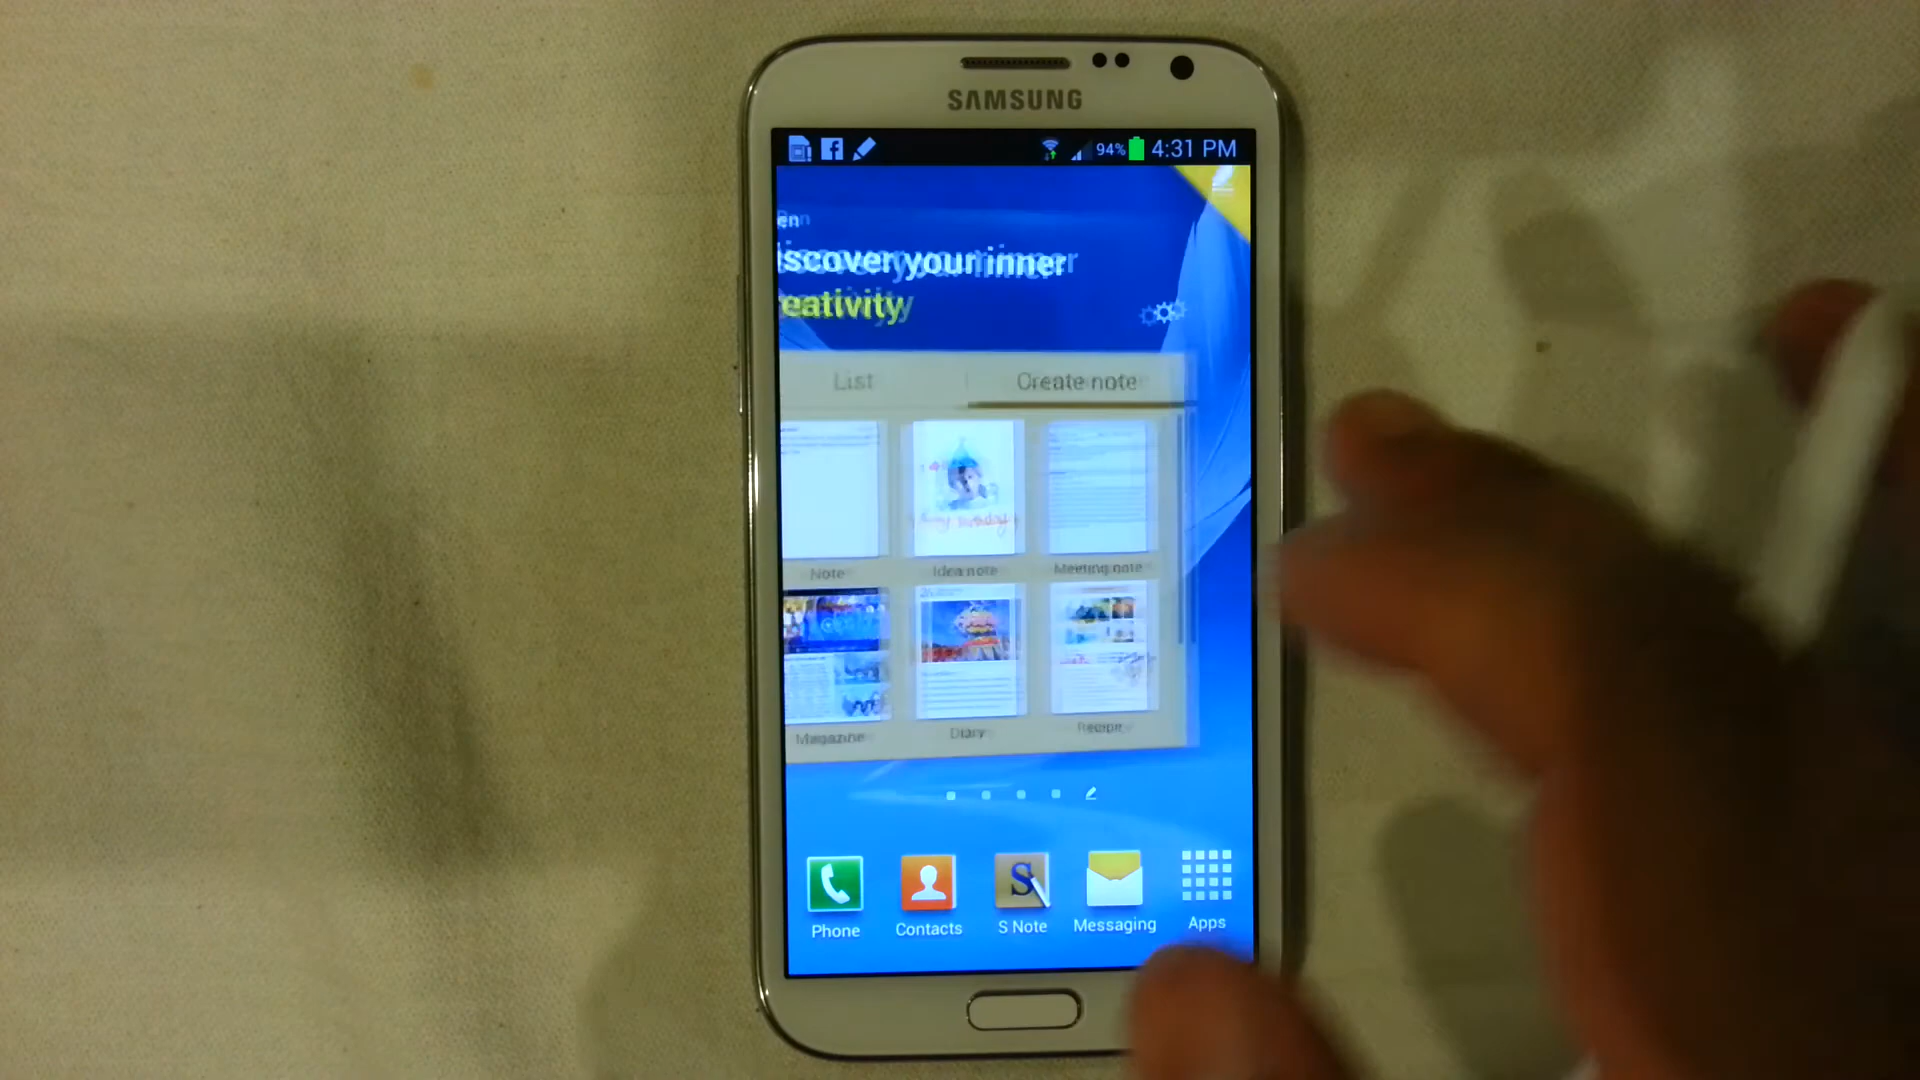 SAMSUNG
94% 4:31 PM
en
iscover your inner
eativity
List Create note
Note Idea note Meeting note
Magazine Diary Recipe
Phone Contacts S Note Messaging Apps